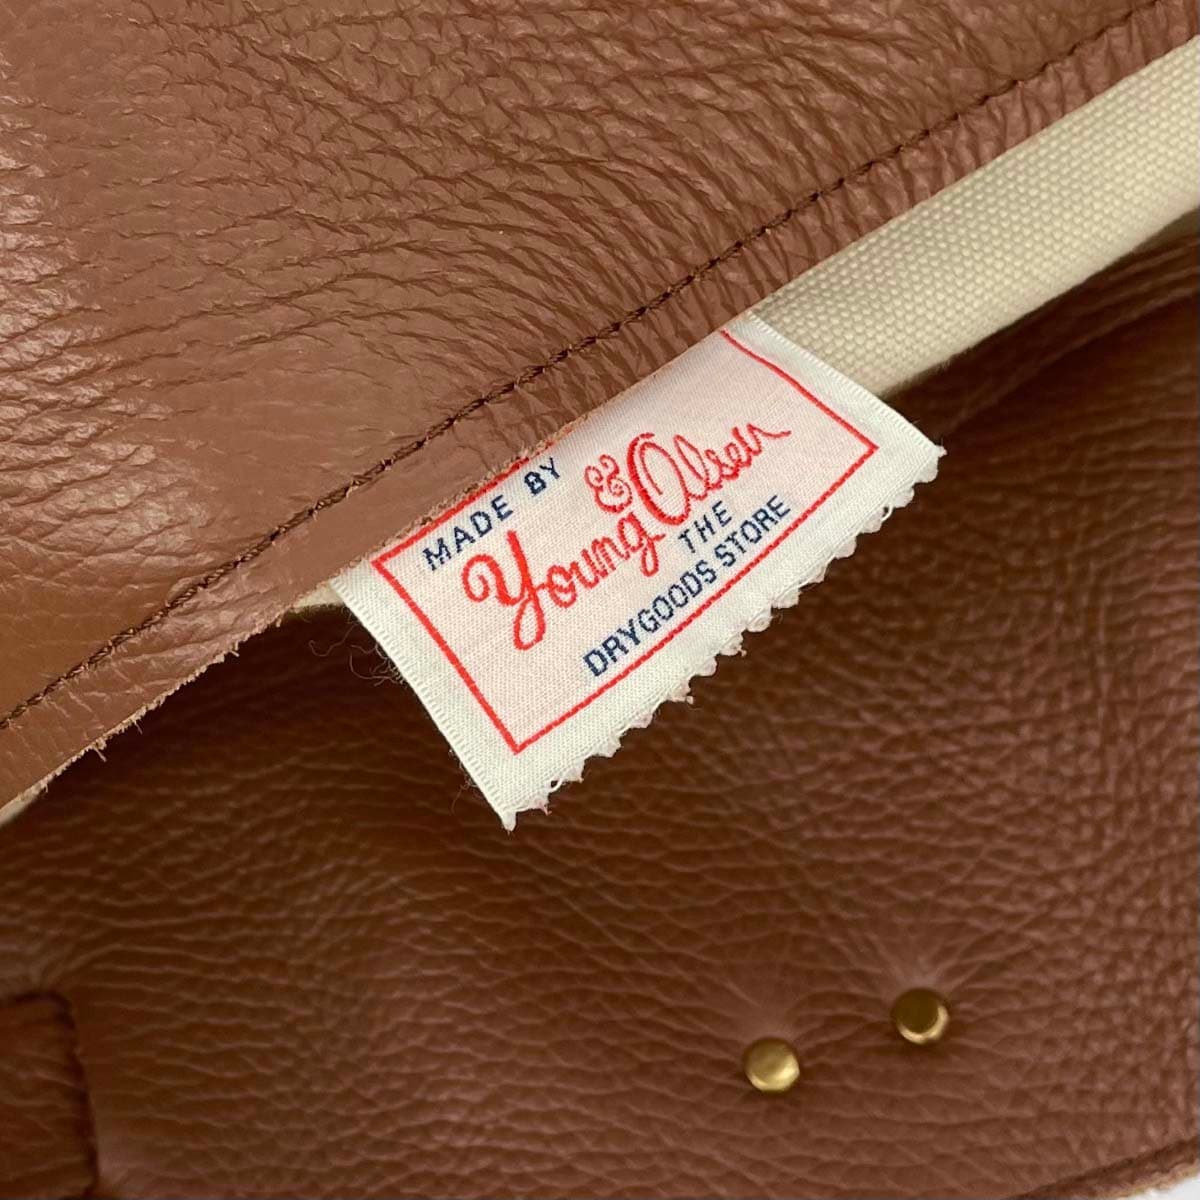 MADE BY
Young & Olsen
THE
DRYGOODS STORE